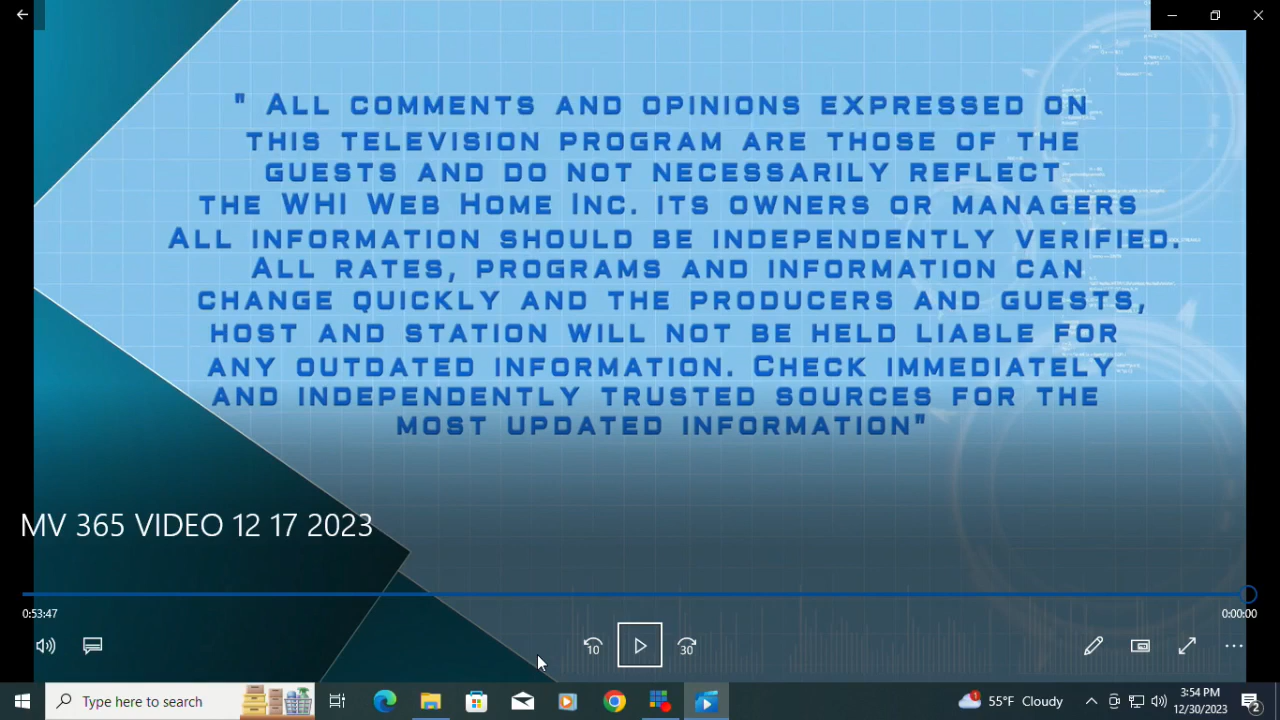 " ALL COMMENTS AND OPINIONS EXPRESSED ON
THIS TELEVISION PROGRAM ARE THOSE OF THE
GUESTS AND DO NOT NECESSARILY REFLECT
THE WHI WEB HOME INC. ITS OWNERS OR MANAGERS
ALL INFORMATION SHOULD BE INDEPENDENTLY VERIFIED.
ALL RATES, PROGRAMS AND INFORMATION CAN
CHANGE QUICKLY AND THE PRODUCERS AND GUESTS,
HOST AND STATION WILL NOT BE HELD LIABLE FOR
ANY OUTDATED INFORMATION. CHECK IMMEDIATELY
AND INDEPENDENTLY TRUSTED SOURCES FOR THE
MOST UPDATED INFORMATION"
MV 365 VIDEO 12 17 2023
0:53:47
0:00:00
10
30
Type here to search
1
55°F Cloudy
3:54 PM
12/30/2023
2